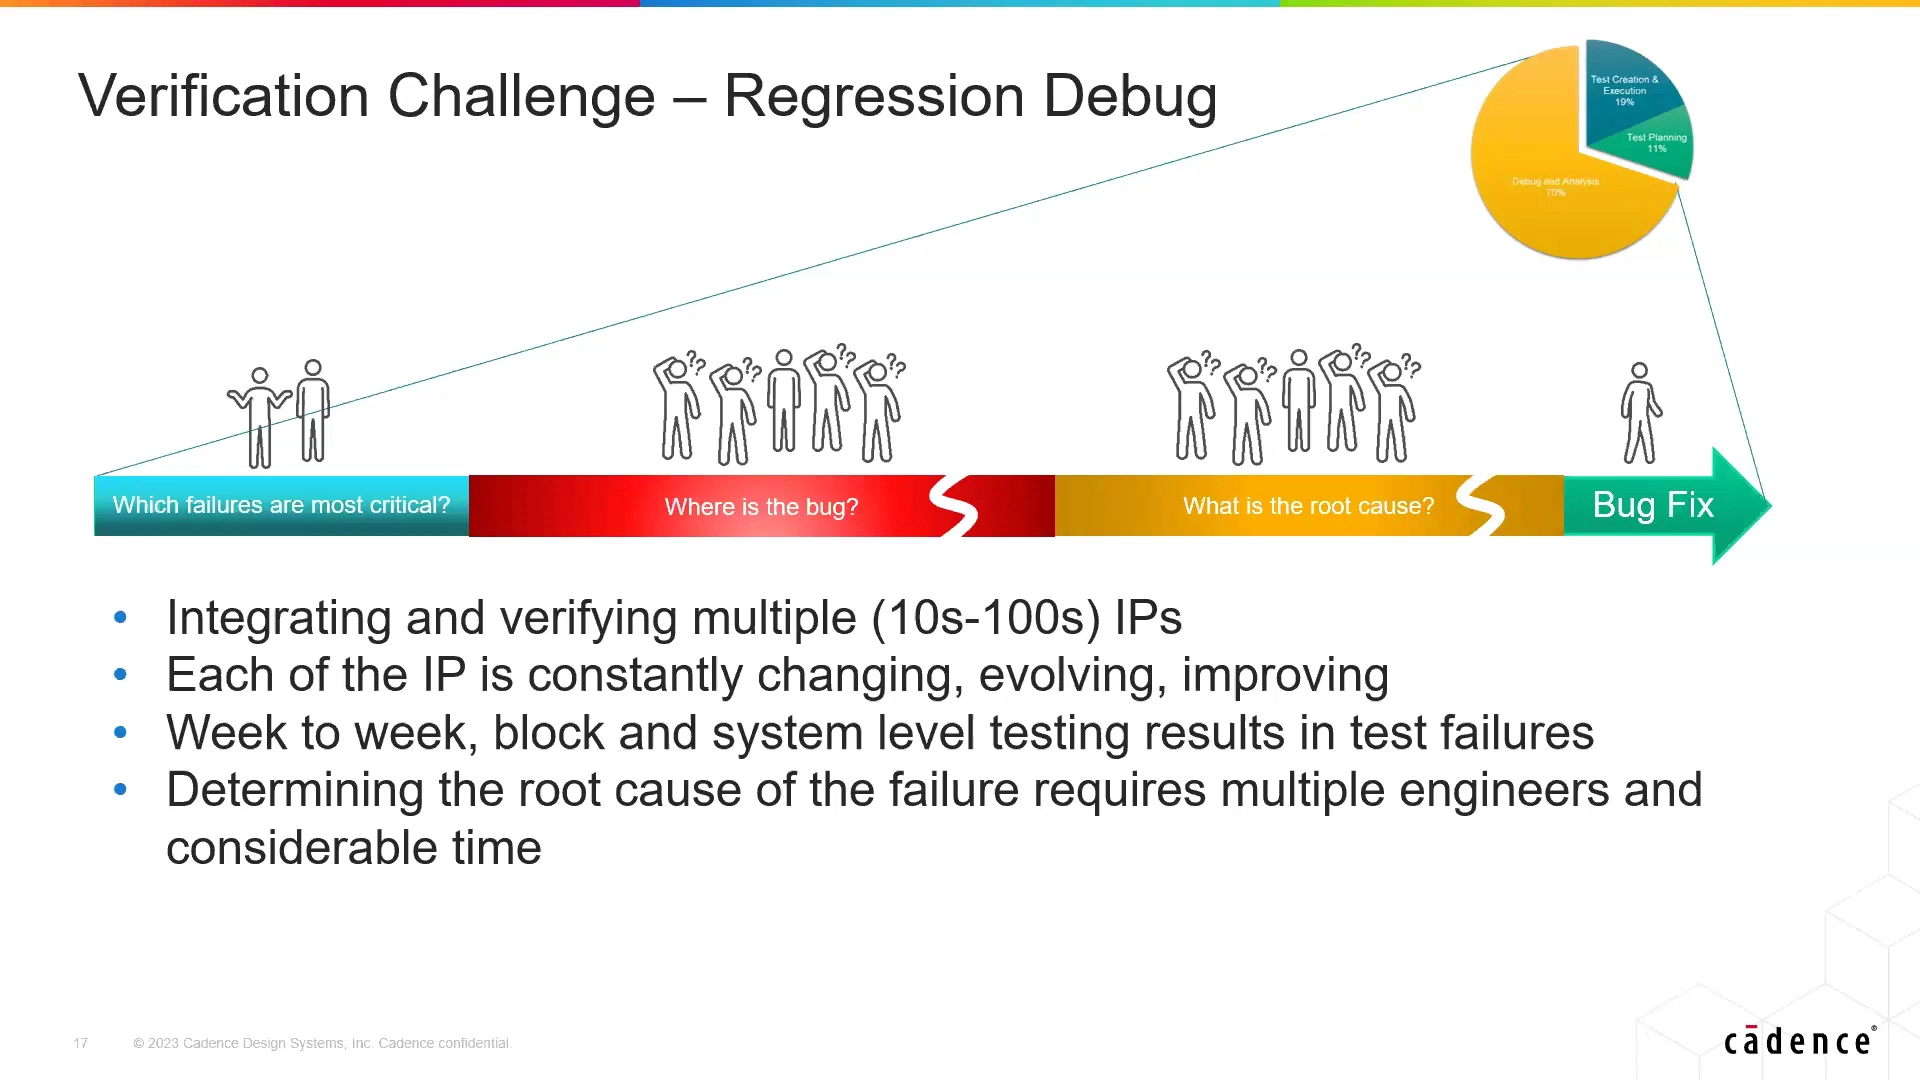 Verification Challenge – Regression Debug
Test Creation &
Execution
19%
Test Planning
11%
Debug and Analysis
70%
??
??
??
??
??
??
??
??
Which failures are most critical?
Where is the bug?
What is the root cause?
Bug Fix
• Integrating and verifying multiple (10s-100s) IPs
• Each of the IP is constantly changing, evolving, improving
• Week to week, block and system level testing results in test failures
• Determining the root cause of the failure requires multiple engineers and
considerable time
17
© 2023 Cadence Design Systems, Inc. Cadence confidential.
cādence®